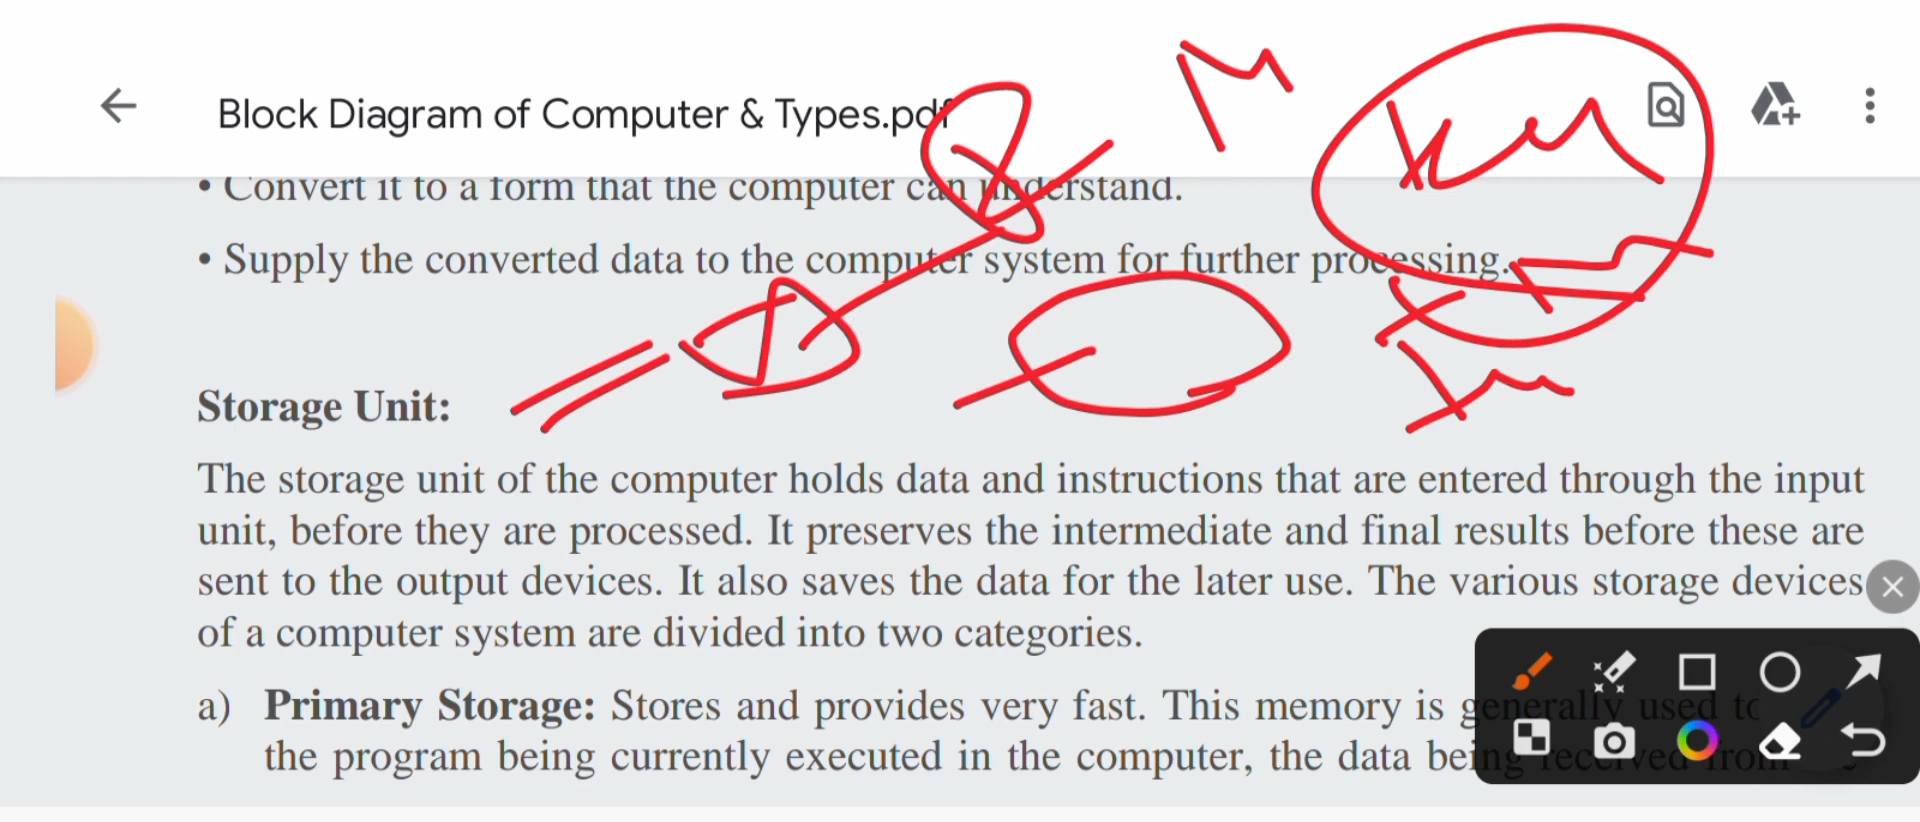 Block Diagram of Computer & Types.pdf
• Convert it to a form that the computer can understand.
• Supply the converted data to the computer system for further processing.
Storage Unit:
The storage unit of the computer holds data and instructions that are entered through the input
unit, before they are processed. It preserves the intermediate and final results before these are
sent to the output devices. It also saves the data for the later use. The various storage devices
of a computer system are divided into two categories.
a) Primary Storage: Stores and provides very fast. This memory is generally used to
the program being currently executed in the computer, the data being received from